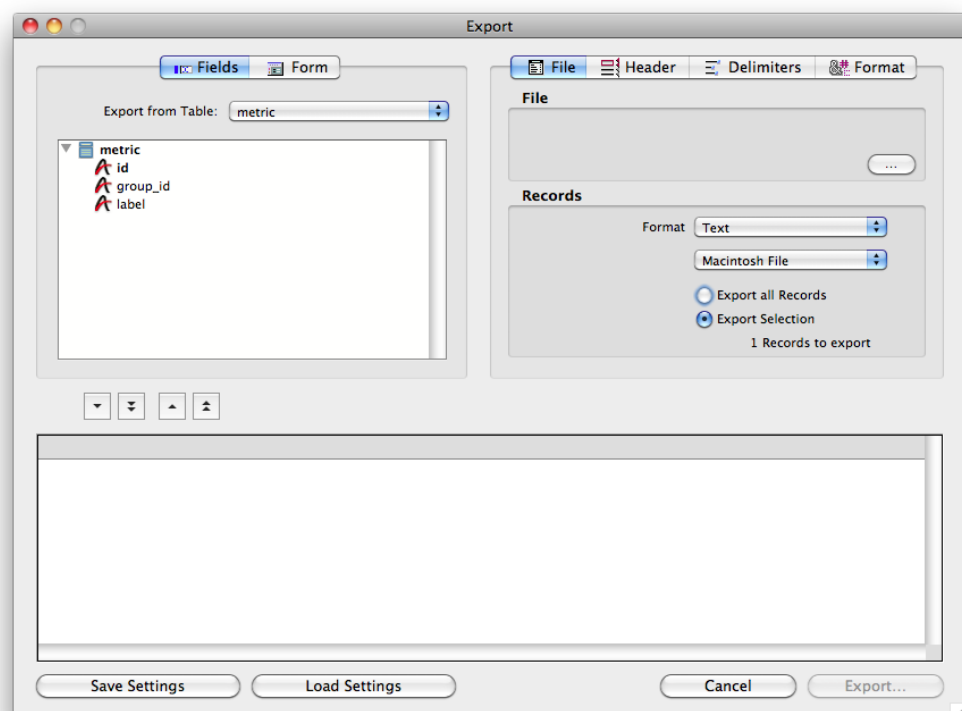 Export
Fields
Form
Export from Table:
metric
metric
id
group_id
label
File
Header
Delimiters
Format
File
...
Records
Format
Text
Macintosh File
Export all Records
Export Selection
1 Records to export
Save Settings
Load Settings
Cancel
Export...